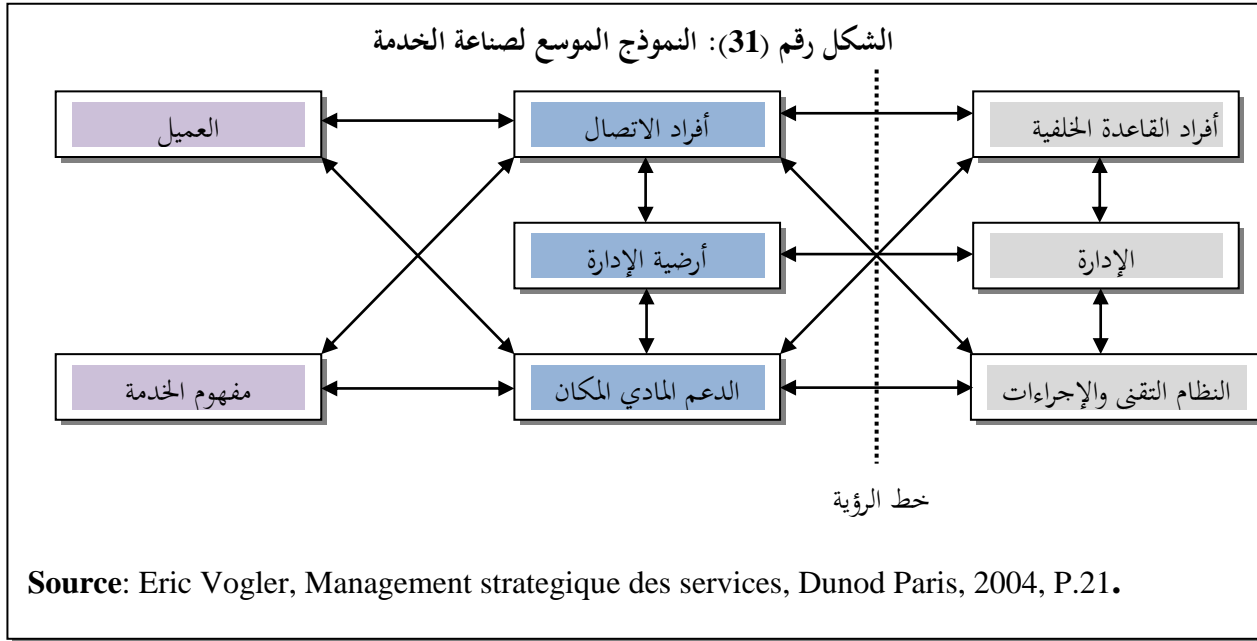 الشكل رقم (31): النموذج الموسع لصناعة الخدمة
أفراد القاعدة الخلفية
أفراد الاتصال
العميل
الإدارة
أرضية الإدارة
النظام التقني والإجراءات
الدعم المادي المكان
مفهوم الخدمة
خط الرؤية
Source: Eric Vogler, Management strategique des services, Dunod Paris, 2004, P.21.